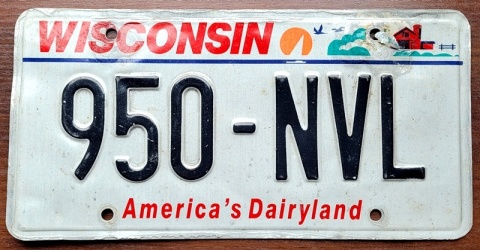 WISCONSIN
950-NVL
America's Dairyland